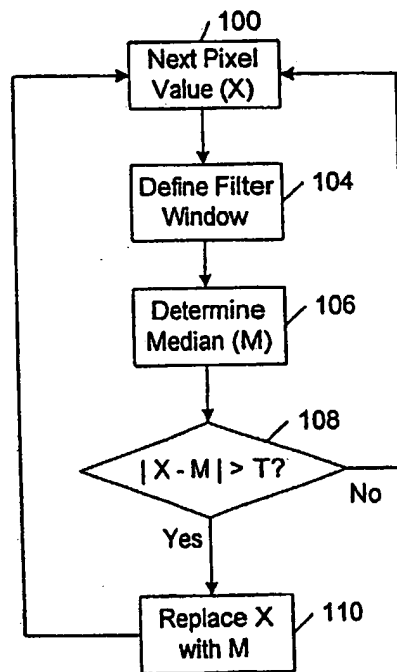 100
Next Pixel
Value (X)
Define Filter
Window
104
Determine
Median (M)
106
108
| X - M | > T?
No
Yes
Replace X
with M
110